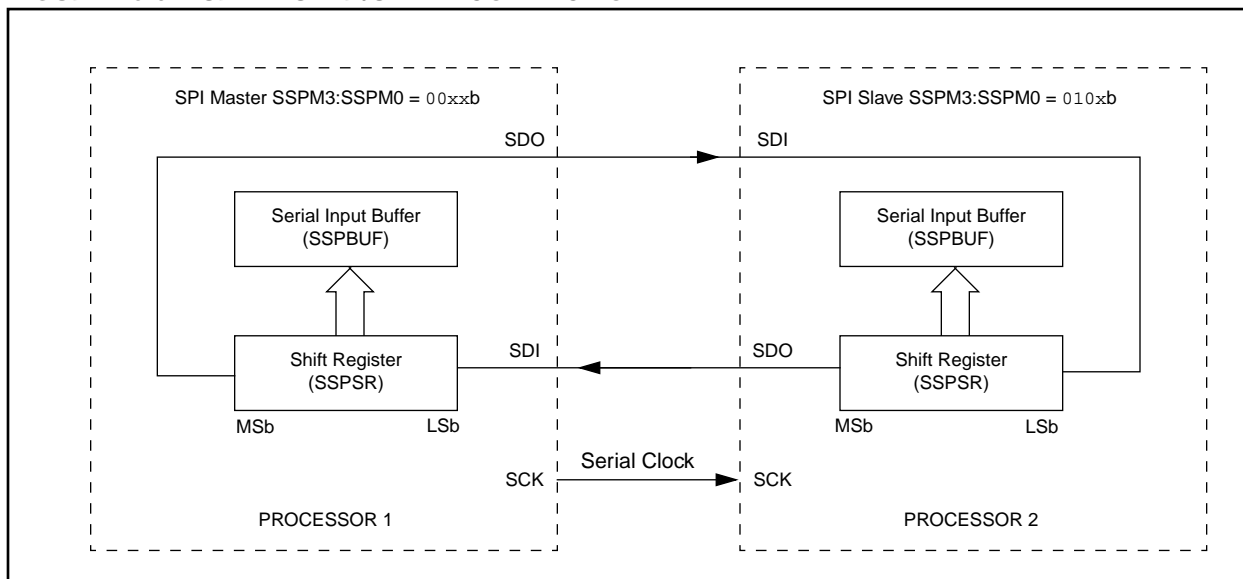 SPI Master SSPM3:SSPM0 = 00xxb
SPI Slave SSPM3:SSPM0 = 010xb
SDO
SDI
Serial Input Buffer
(SSPBUF)
Serial Input Buffer
(SSPBUF)
Shift Register
(SSPSR)
SDI
SDO
Shift Register
(SSPSR)
MSb
LSb
MSb
LSb
Serial Clock
SCK
SCK
PROCESSOR 1
PROCESSOR 2